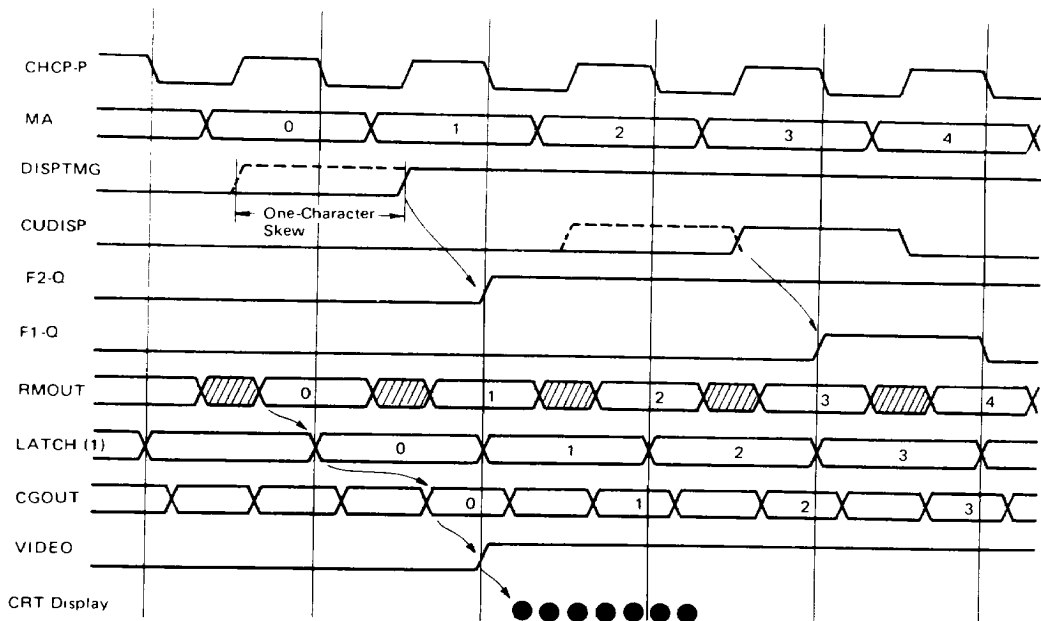 CHCP-P
MA 0 1 2 3 4
DISPTMG
One-Character
Skew
CUDISP
F2-Q
F1-Q
RMOUT 0 1 2 3 4
LATCH (1) 0 1 2 3
CGOUT 0 1 2 3
VIDEO
CRT Display